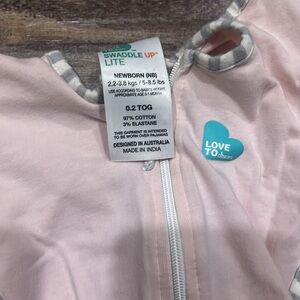 SWADDLE UP™
LITE
NEWBORN (NB)
2.2-3.8 kgs / 5-8.5 lbs
USE ACCORDING TO BABY'S WEIGHT
APPROXIMATE AGE 0-1 MONTH
0.2 TOG
97% COTTON
3% ELASTANE
THIS GARMENT IS INTENDED TO
BE WORN OVER PAJAMAS
DESIGNED IN AUSTRALIA
MADE IN INDIA
LOVE
TO dream